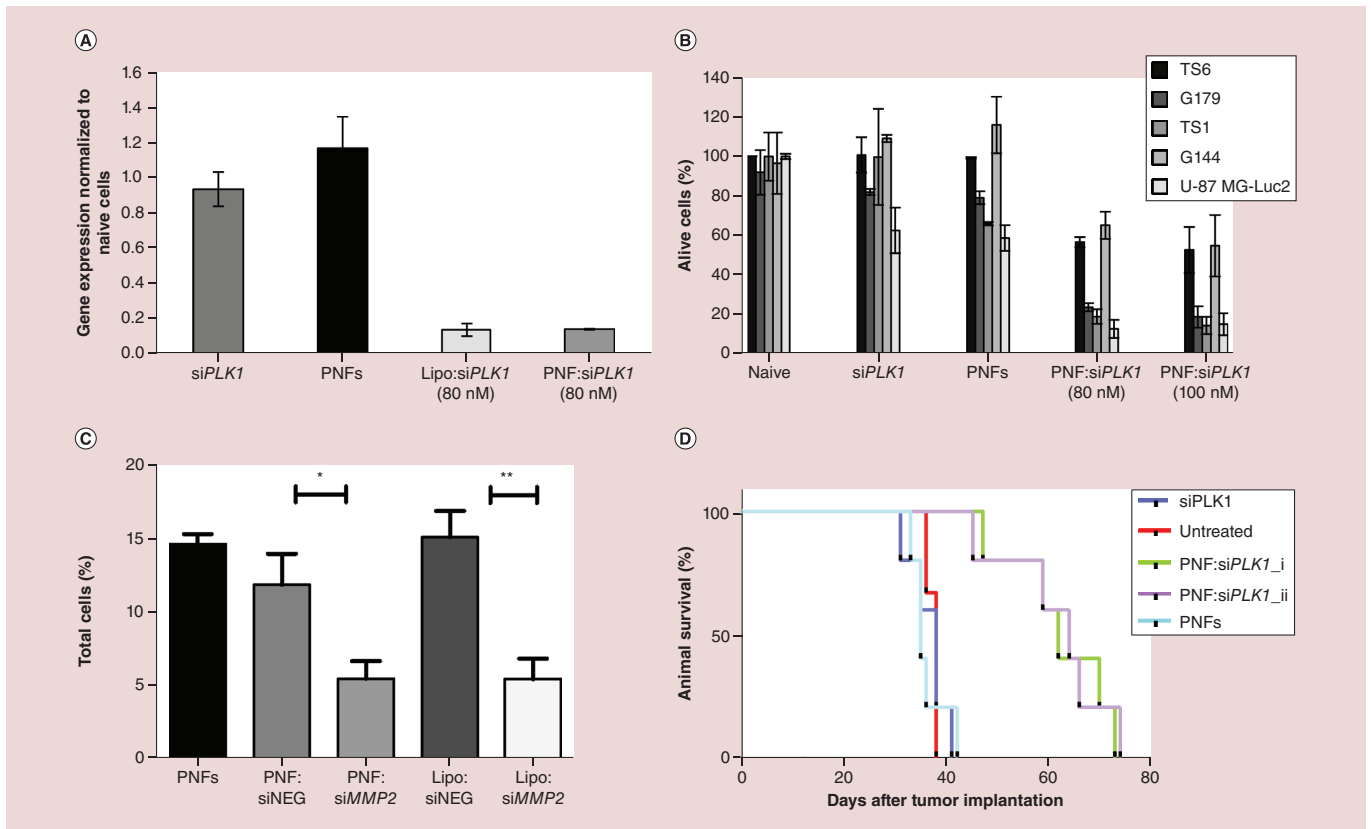 A
Gene expression normalized to
naive cells
1.6
1.4
1.2
1.0
0.8
0.6
0.4
0.2
0.0
siPLK1
PNFs
Lipo:siPLK1
(80 nM)
PNF:siPLK1
(80 nM)
B
Alive cells (%)
140
120
100
80
60
40
20
0
Naive
siPLK1
PNFs
PNF:siPLK1
(80 nM)
PNF:siPLK1
(100 nM)
TS6
G179
TS1
G144
U-87 MG-Luc2
C
Total cells (%)
20
15
10
5
0
*
**
PNFs
PNF:
siNEG
PNF:
siMMP2
Lipo:
siNEG
Lipo:
siMMP2
D
Animal survival (%)
100
50
0
0
20
40
60
80
Days after tumor implantation
siPLK1
Untreated
PNF:siPLK1_i
PNF:siPLK1_ii
PNFs